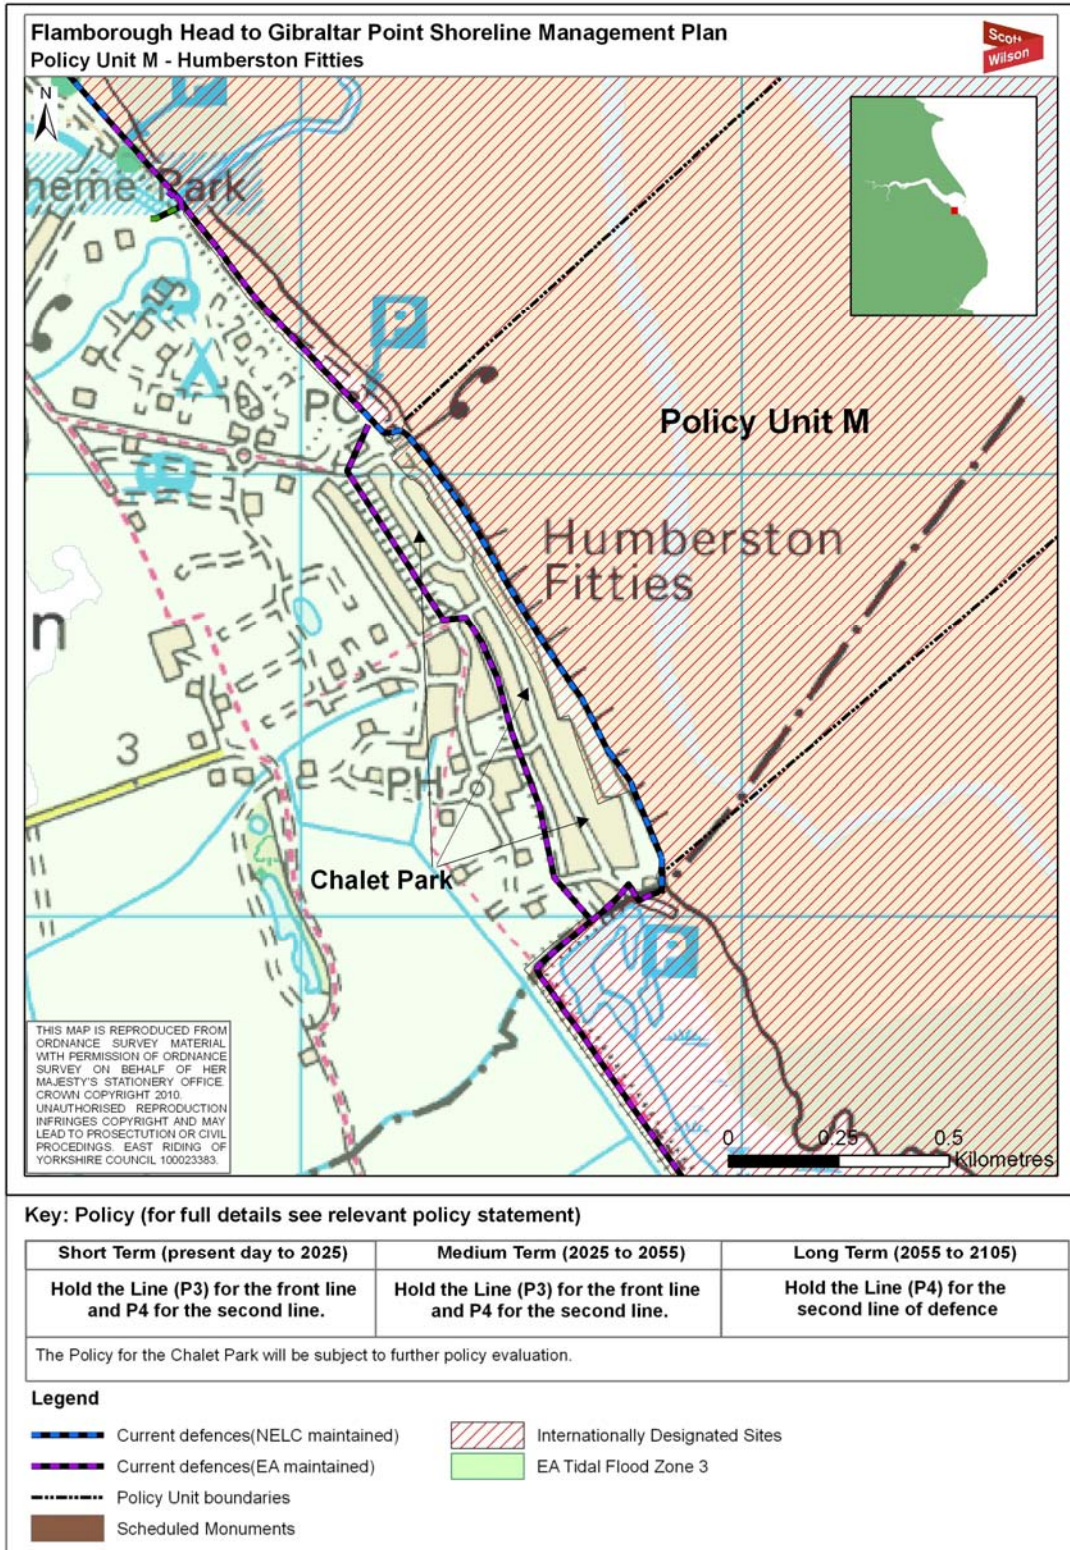 Flamborough Head to Gibraltar Point Shoreline Management Plan
Policy Unit M - Humberston Fitties
Scott
Wilson
N
P
heme Park
P
PC
Policy Unit M
Humberston
Fitties
n
3
PH
Chalet Park
P
THIS MAP IS REPRODUCED FROM
ORDNANCE SURVEY MATERIAL
WITH PERMISSION OF ORDNANCE
SURVEY ON BEHALF OF HER
MAJESTY'S STATIONERY OFFICE.
CROWN COPYRIGHT 2010.
UNAUTHORISED REPRODUCTION
INFRINGES COPYRIGHT AND MAY
LEAD TO PROSECTUTION OR CIVIL
PROCEDINGS. EAST RIDING OF
YORKSHIRE COUNCIL 100023383.
0 0.25 0.5
Kilometres
Key: Policy (for full details see relevant policy statement)
Short Term (present day to 2025) Medium Term (2025 to 2055) Long Term (2055 to 2105)
Hold the Line (P3) for the front line Hold the Line (P3) for the front line Hold the Line (P4) for the
and P4 for the second line. and P4 for the second line. second line of defence
The Policy for the Chalet Park will be subject to further policy evaluation.
Legend
Current defences(NELC maintained) Internationally Designated Sites
Current defences(EA maintained) EA Tidal Flood Zone 3
Policy Unit boundaries
Scheduled Monuments